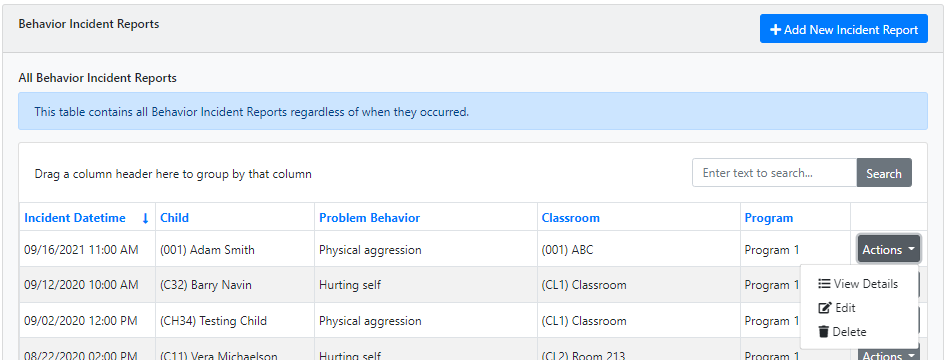 Behavior Incident Reports
Add New Incident Report
All Behavior Incident Reports
This table contains all Behavior Incident Reports regardless of when they occurred.
Drag a column header here to group by that column
Enter text to search... Search
Incident Datetime ↓ Child Problem Behavior Classroom Program
09/16/2021 11:00 AM (001) Adam Smith Physical aggression (001) ABC Program 1 Actions
View Details
09/12/2020 10:00 AM (C32) Barry Navin Hurting self (CL1) Classroom Program 1
Edit
09/02/2020 12:00 PM (CH34) Testing Child Physical aggression (CL1) Classroom Program 1
Delete
08/22/2020 02:00 PM (C11) Vera Michaelson Hurting self (CL2) Room 213 Program 1 Actions